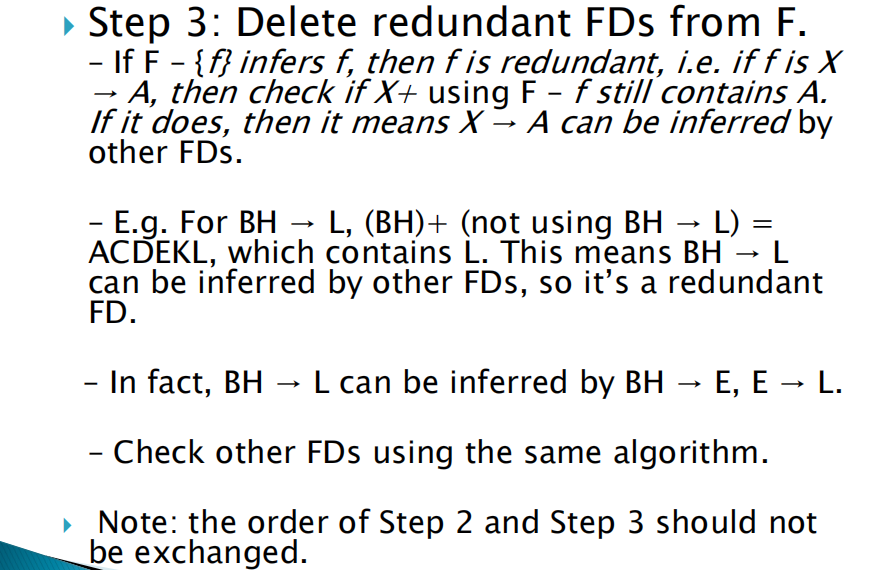 Step 3: Delete redundant FDs from F.
– If F – {f} infers f, then f is redundant, i.e. if f is X
→ A, then check if X+ using F – f still contains A.
If it does, then it means X → A can be inferred by
other FDs.
– E.g. For BH → L, (BH)+ (not using BH → L) =
ACDEKL, which contains L. This means BH → L
can be inferred by other FDs, so it’s a redundant
FD.
– In fact, BH → L can be inferred by BH → E, E → L.
– Check other FDs using the same algorithm.
Note: the order of Step 2 and Step 3 should not
be exchanged.